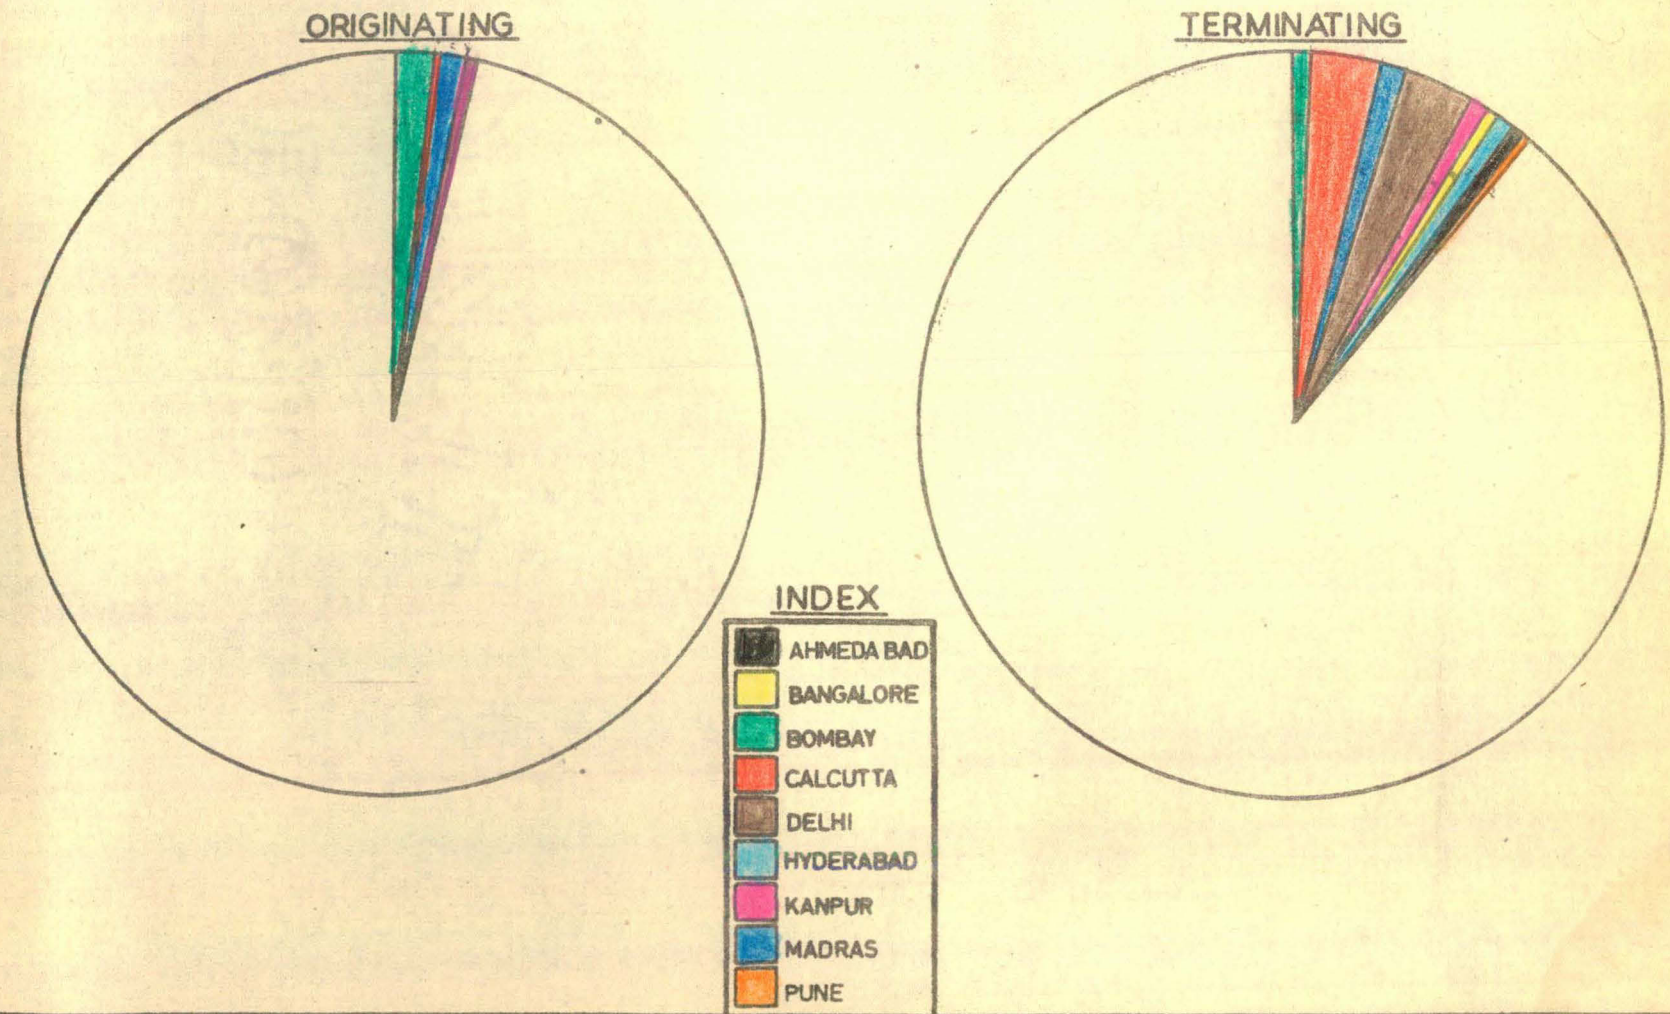 ORIGINATING
TERMINATING
INDEX
AHMEDA BAD
BANGALORE
BOMBAY
CALCUTTA
DELHI
HYDERABAD
KANPUR
MADRAS
PUNE